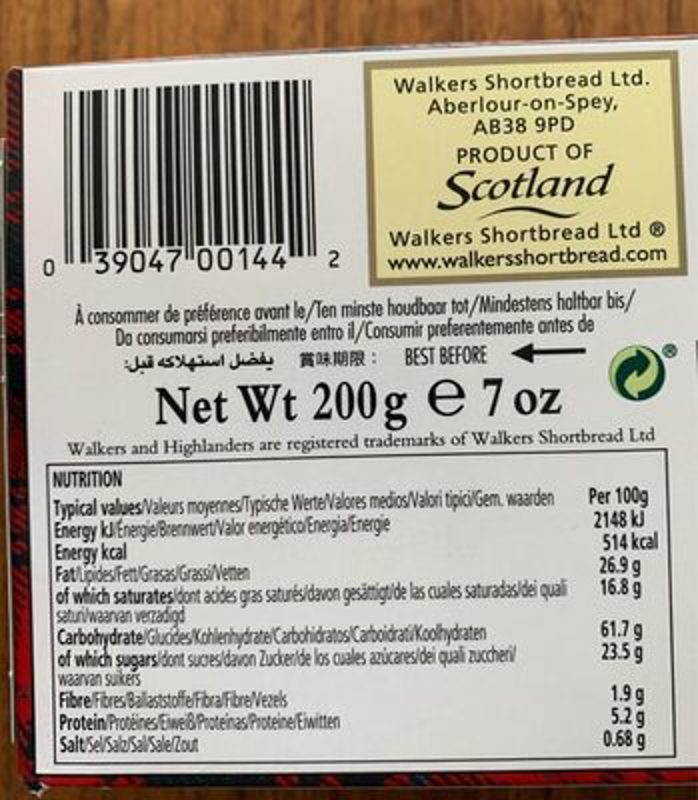 0 39047 00144 2
Walkers Shortbread Ltd.
Aberlour-on-Spey,
AB38 9PD
PRODUCT OF
Scotland
Walkers Shortbread Ltd ®
www.walkersshortbread.com
À consommer de préférence avant le/Ten minste houdbaar tot/Mindestens haltbar bis/
Da consumarsi preferibilmente entro il/Consumir preferentemente antes de
يفضل استهلاكه قبل: 賞味期限: BEST BEFORE
Net Wt 200g ℮ 7 oz
®
Walkers and Highlanders are registered trademarks of Walkers Shortbread Ltd
NUTRITION
Typical values/Valeurs moyennes/Typische Werte/Valores medios/Valori tipici/Gem. waarden Per 100g
Energy kJ/Énergie/Brennwert/Valor energético/Energia/Energie 2148 kJ
Energy kcal 514 kcal
Fat/Lipides/Fett/Grasas/Grassi/Vetten 26.9 g
of which saturates/dont acides gras saturés/davon gesättigt/de las cuales saturadas/dei quali 16.8 g
saturi/waarvan verzadigd
Carbohydrate/Glucides/Kohlenhydrate/Carbohidratos/Carboidrati/Koolhydraten 61.7 g
of which sugars/dont sucres/davon Zucker/de los cuales azúcares/dei quali zuccheri/ 23.5 g
waarvan suikers
Fibre/Fibres/Ballaststoffe/Fibra/Fibre/Vezels 1.9 g
Protein/Protéines/Eiweiß/Proteinas/Proteine/Eiwitten 5.2 g
Salt/Sel/Salz/Sal/Sale/Zout 0.68 g